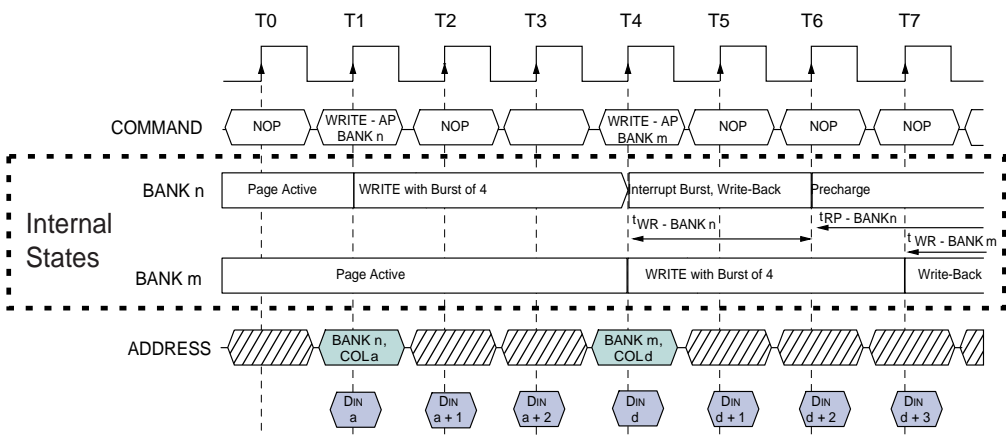 T0 T1 T2 T3 T4 T5 T6 T7
COMMAND NOP WRITE - AP BANK n NOP WRITE - AP BANK m NOP NOP NOP
Internal States
BANK n Page Active WRITE with Burst of 4 Interrupt Burst, Write-Back Precharge
tWR - BANK n tRP - BANK n
t WR - BANK m
BANK m Page Active WRITE with Burst of 4 Write-Back
ADDRESS BANK n, COL a BANK m, COL d
DIN a DIN a + 1 DIN a + 2 DIN d DIN d + 1 DIN d + 2 DIN d + 3